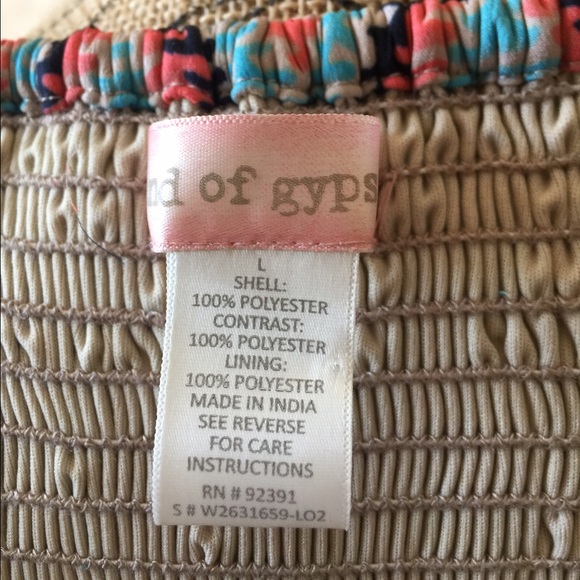 nd of gyps
L
SHELL:
100% POLYESTER
CONTRAST:
100% POLYESTER
LINING:
100% POLYESTER
MADE IN INDIA
SEE REVERSE
FOR CARE
INSTRUCTIONS
RN # 92391
S # W2631659-LO2